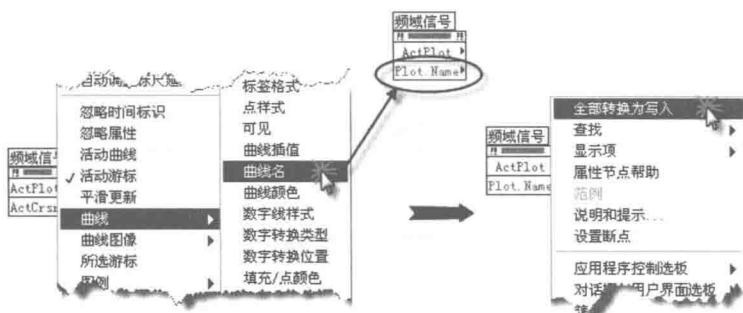 频域信号
ActPlot
Plot.Name
标签格式
忽略时间标识
点样式
忽略属性
可见
活动曲线
曲线插值
频域信
ActPlot
ActCrsr
活动游标
曲线名
平滑更新
曲线颜色
曲线
数字线样式
曲线图像
数字转换类型
所选游标
数字转换位置
图例
填充/点颜色
频域信号
ActPlot
Plot.Name
全部转换为写入
查找
显示项
属性节点帮助
范例
说明和提示...
设置断点
应用程序控制选板
用户界面选板